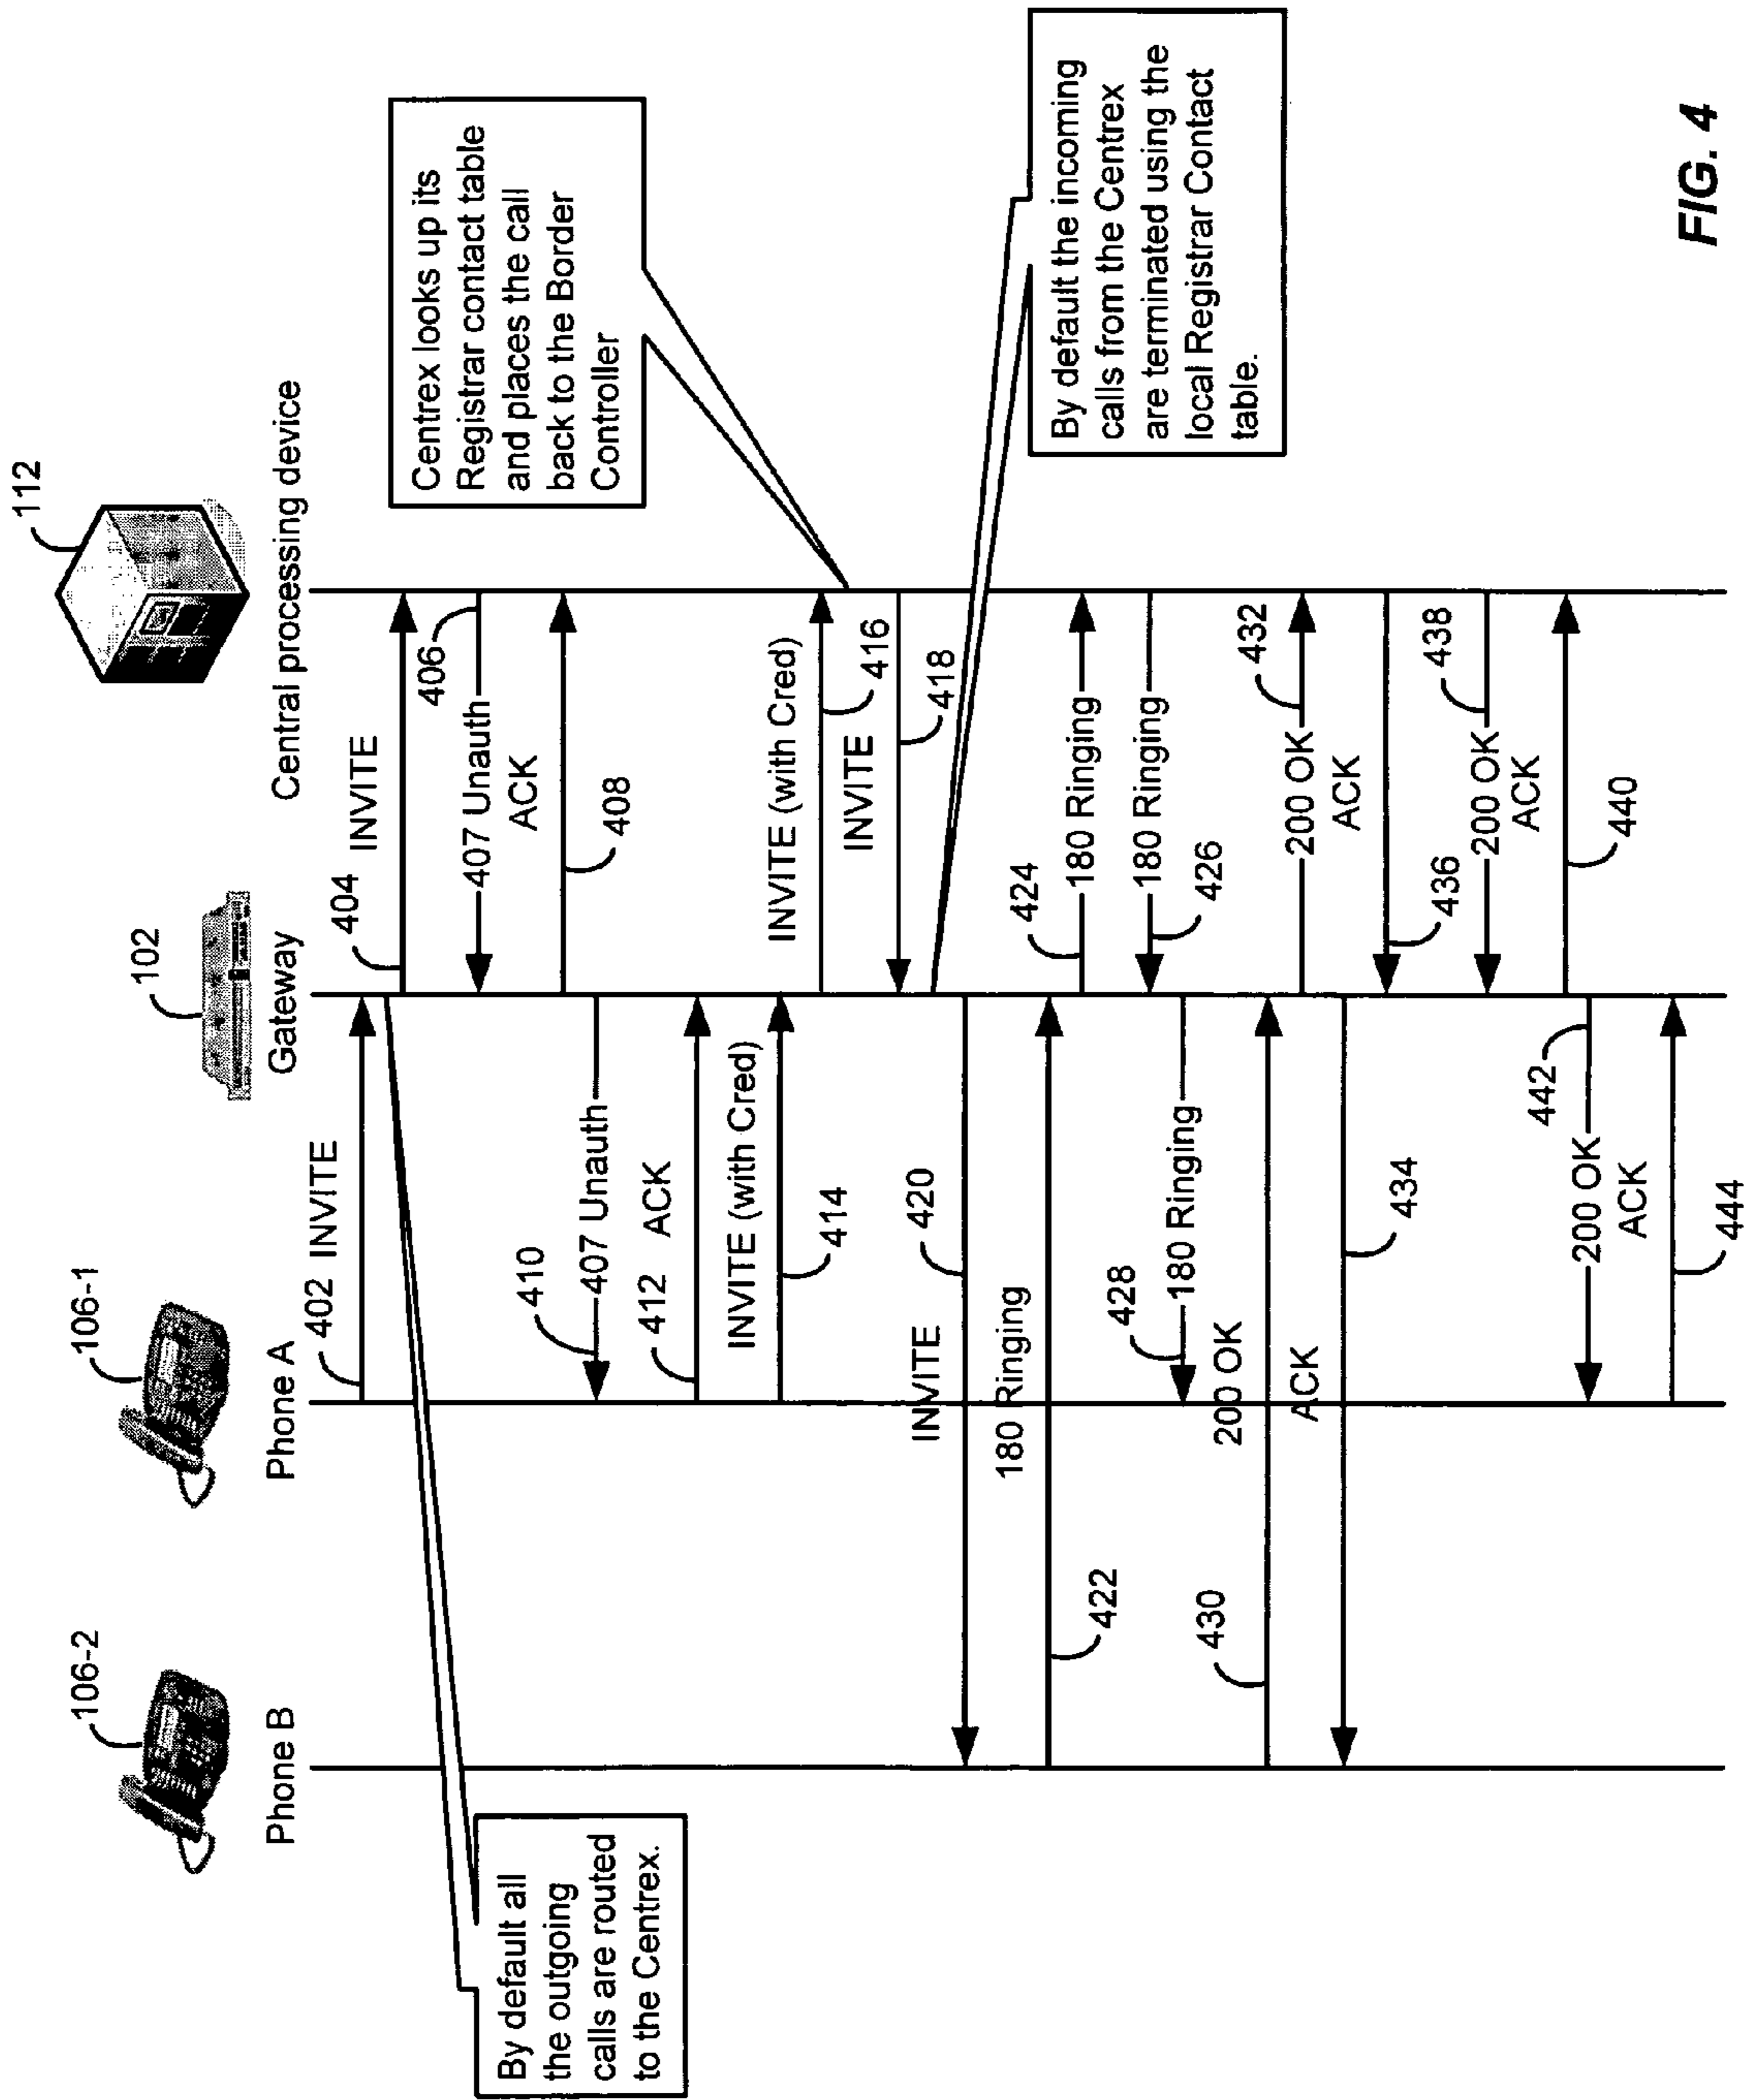 106-2
106-1
102
112
Phone B
Phone A
Gateway
Central processing device
402 INVITE
404
INVITE
By default all
the outgoing
calls are routed
to the Centrex.
406
407 Unauth
ACK
408
Centrex looks up its
Registrar contact table
and places the call
back to the Border
Controller
410
407 Unauth
412
ACK
INVITE (with Cred)
414
INVITE (with Cred)
416
INVITE
418
INVITE
420
By default the incoming
calls from the Centrex
are terminated using the
local Registrar Contact
table.
180 Ringing
422
424
180 Ringing
180 Ringing
426
428
180 Ringing
430
200 OK
432
200 OK
ACK
434
ACK
436
438
200 OK
ACK
440
442
200 OK
ACK
444
FIG. 4